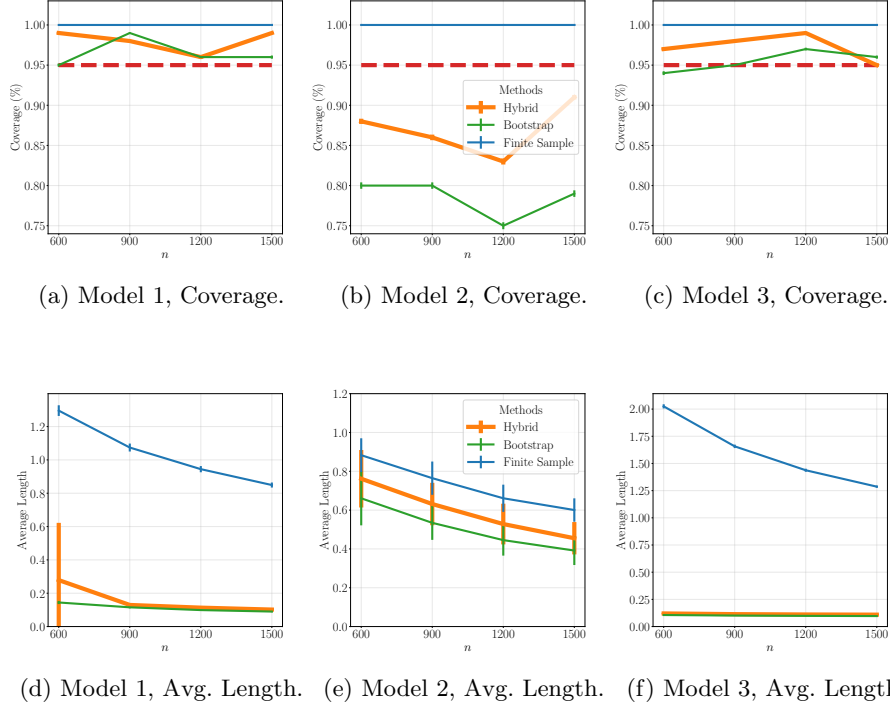 1.00
0.95
0.90
0.85
0.80
0.75
Coverage (%)
600 900 1200 1500
n
(a) Model 1, Coverage.
1.00
0.95
0.90
0.85
0.80
0.75
Coverage (%)
Methods
Hybrid
Bootstrap
Finite Sample
600 900 1200 1500
n
(b) Model 2, Coverage.
1.00
0.95
0.90
0.85
0.80
0.75
Coverage (%)
600 900 1200 1500
n
(c) Model 3, Coverage.
1.2
1.0
0.8
0.6
0.4
0.2
0.0
Average Length
600 900 1200 1500
n
(d) Model 1, Avg. Length.
1.2
1.0
0.8
0.6
0.4
0.2
0.0
Average Length
Methods
Hybrid
Bootstrap
Finite Sample
600 900 1200 1500
n
(e) Model 2, Avg. Length.
2.00
1.75
1.50
1.25
1.00
0.75
0.50
0.25
0.00
Average Length
600 900 1200 1500
n
(f) Model 3, Avg. Length